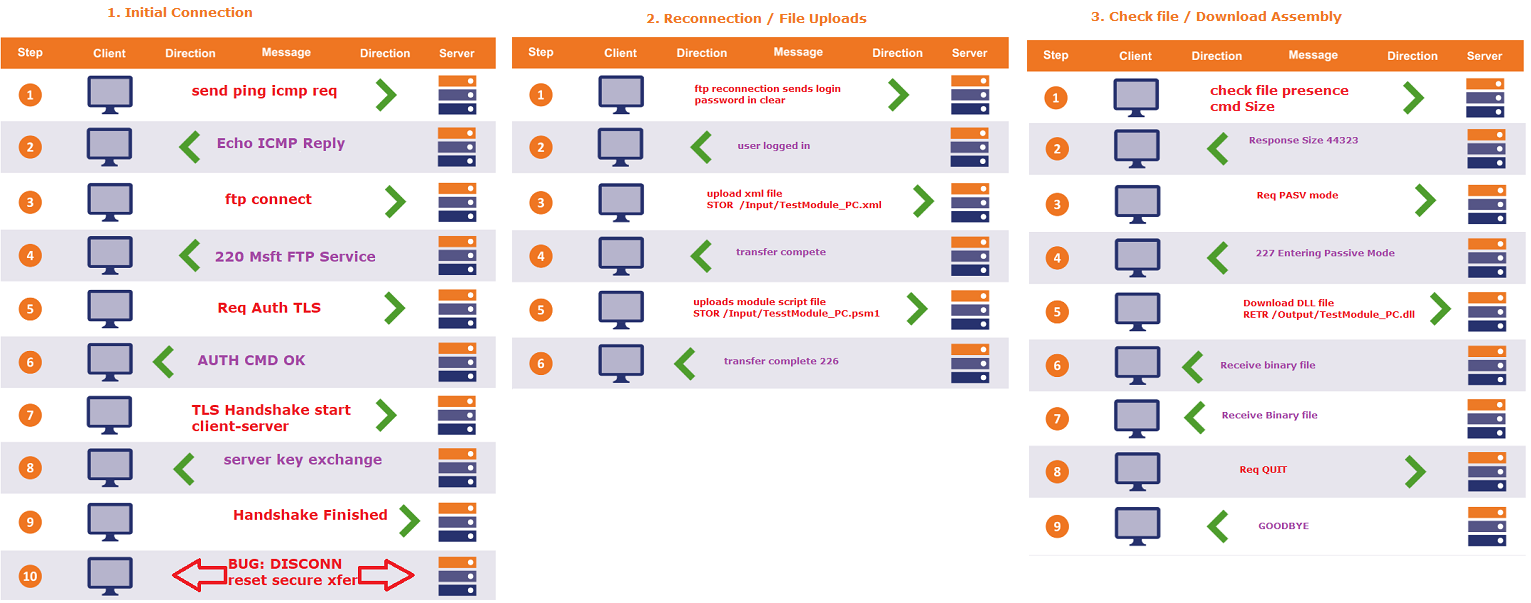 1. Initial Connection
Step Client Direction Message Direction Server
1 send ping icmp req
2 Echo ICMP Reply
3 ftp connect
4 220 Msft FTP Service
5 Req Auth TLS
6 AUTH CMD OK
7 TLS Handshake start
client-server
8 server key exchange
9 Handshake Finished
10 BUG: DISCONN
reset secure xfer
2. Reconnection / File Uploads
Step Client Direction Message Direction Server
1 ftp reconnection sends login
password in clear
2 user logged in
3 upload xml file
STOR /Input/TestModule_PC.xml
4 transfer compete
5 uploads module script file
STOR /Input/TesstModule_PC.psm1
6 transfer complete 226
3. Check file / Download Assembly
Step Client Direction Message Direction Server
1 check file presence
cmd Size
2 Response Size 44323
3 Req PASV mode
4 227 Entering Passive Mode
5 Download DLL file
RETR /Output/TestModule_PC.dll
6 Receive binary file
7 Receive Binary file
8 Req QUIT
9 GOODBYE